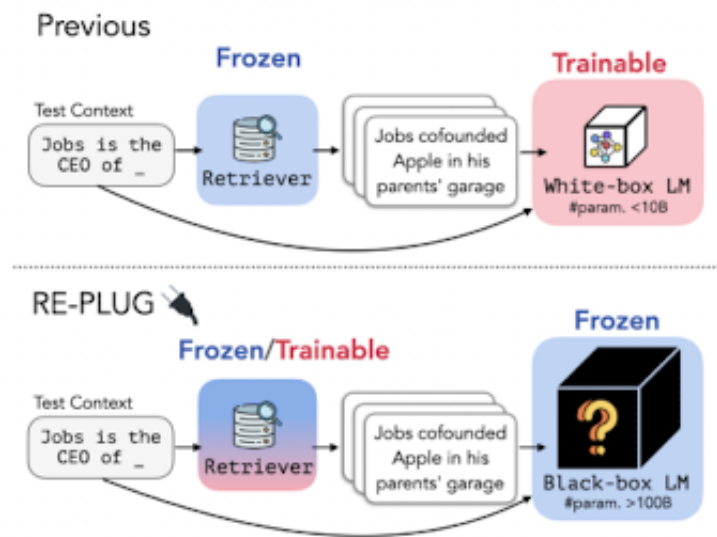 Previous
Frozen
Trainable
Test Context
Jobs is the
CEO of _
Retriever
Jobs cofounded
Apple in his
parents' garage
White-box LM
#param. <10B
RE-PLUG
Frozen/Trainable
Frozen
Test Context
Jobs is the
CEO of _
Retriever
Jobs cofounded
Apple in his
parents' garage
?
Black-box LM
#param. >100B